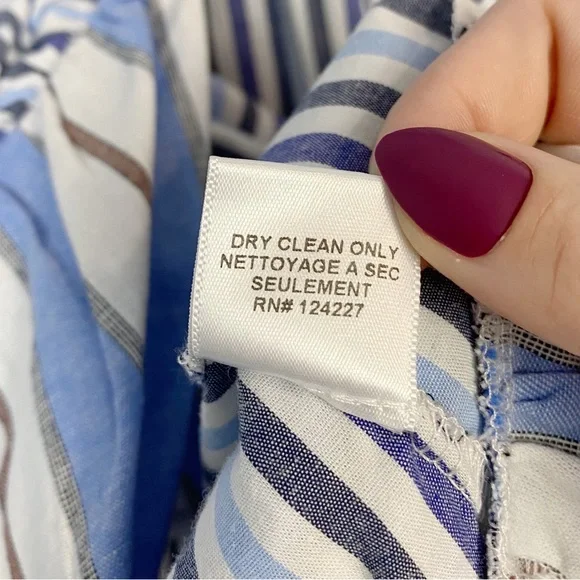 DRY CLEAN ONLY
NETTOYAGE A SEC
SEULEMENT
RN# 124227